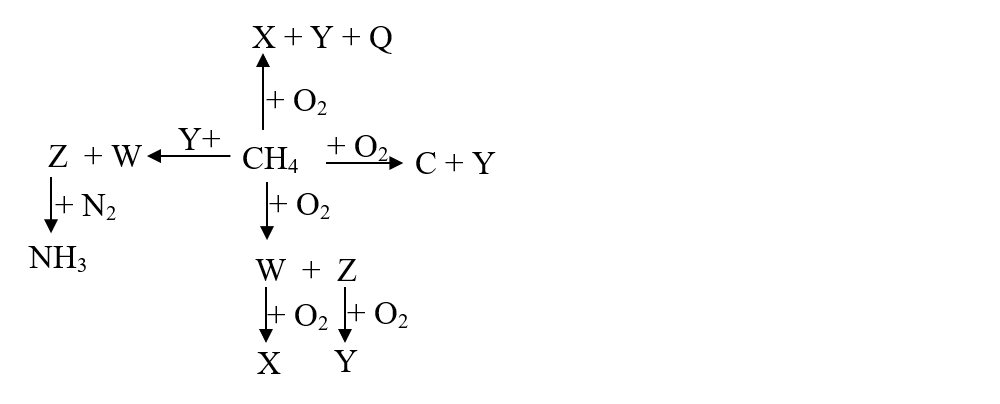 X + Y + Q
+ O₂
Z + W Y+ CH₄ + O₂ C + Y
+ N₂ + O₂
NH₃
W + Z
+ O₂ + O₂
X Y